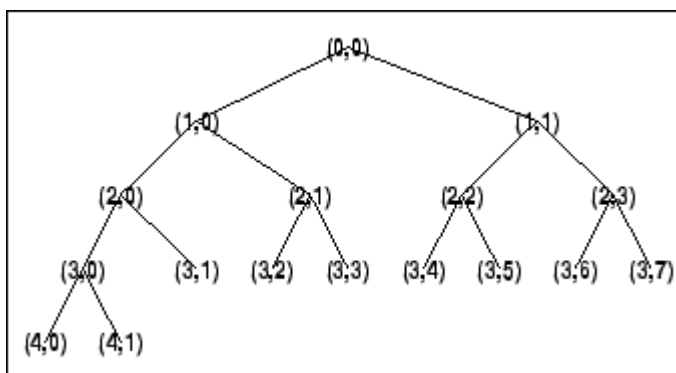 (0,0)
(1,0) (1,1)
(2,0) (2,1) (2,2) (2,3)
(3,0) (3,1) (3,2) (3,3) (3,4) (3,5) (3,6) (3,7)
(4,0) (4,1)